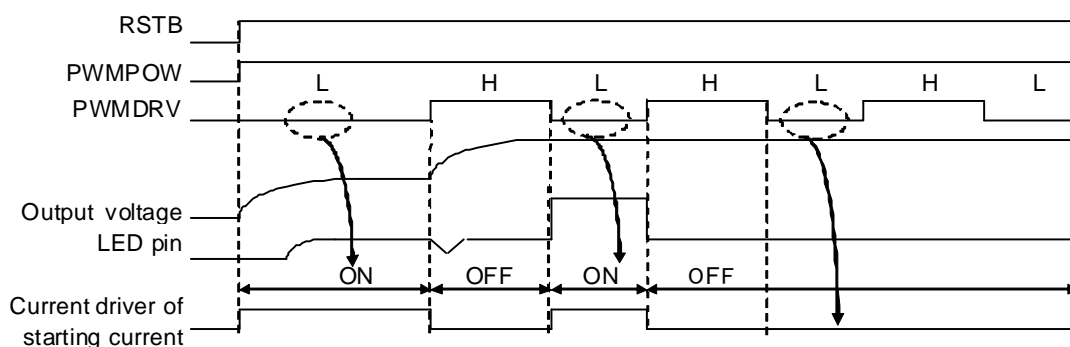 RSTB
PWMPOW
L H L H L H L
PWMDRV
Output voltage
LED pin
ON OFF ON OFF
Current driver of
starting current